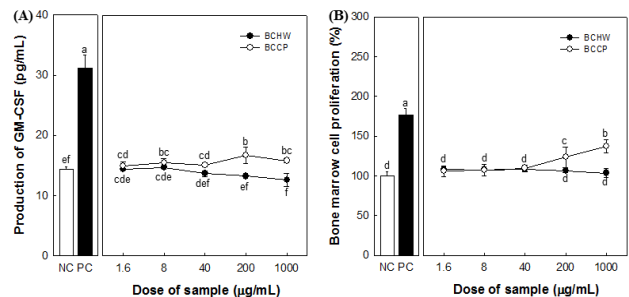 (A)
Production of GM-CSF (pg/mL)
50
40
30
20
10
0
a
ef
NC PC
BCHW
BCCP
cd bc cd b bc
cde cde def ef f
1.6 8 40 200 1000
Dose of sample (μg/mL)
(B)
Bone marrow cell proliferation (%)
300
250
200
150
100
50
0
a
d
NC PC
BCHW
BCCP
d d d c b
d d
1.6 8 40 200 1000
Dose of sample (μg/mL)